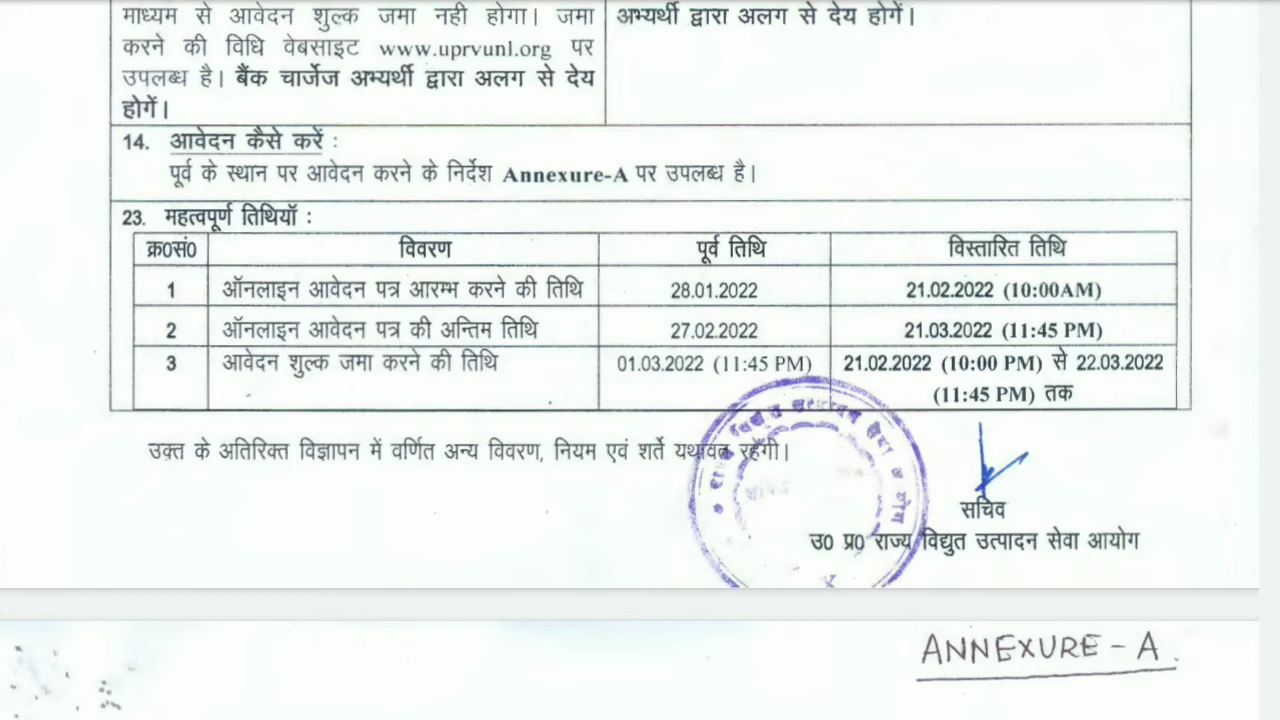 माध्यम से आवेदन शुल्क जमा नही होगा। जमा
करने की विधि वेबसाइट www.uprvunl.org पर
उपलब्ध है। बैंक चार्जेज अभ्यर्थी द्वारा अलग से देय
होगें।
अभ्यर्थी द्वारा अलग से देय होगें।
14. आवेदन कैसे करें :
पूर्व के स्थान पर आवेदन करने के निर्देश Annexure-A पर उपलब्ध है।
23. महत्वपूर्ण तिथियॉ :
क्र0सं0 विवरण पूर्व तिथि विस्तारित तिथि
1 ऑनलाइन आवेदन पत्र आरम्भ करने की तिथि 28.01.2022 21.02.2022 (10:00AM)
2 ऑनलाइन आवेदन पत्र की अन्तिम तिथि 27.02.2022 21.03.2022 (11:45 PM)
3 आवेदन शुल्क जमा करने की तिथि 01.03.2022 (11:45 PM) 21.02.2022 (10:00 PM) से 22.03.2022
(11:45 PM) तक
उक्त के अतिरिक्त विज्ञापन में वर्णित अन्य विवरण, नियम एवं शर्ते यथावत रहेंगी।
सचिव
उ0 प्र0 राज्य विद्युत उत्पादन सेवा आयोग
ANNEXURE - A.